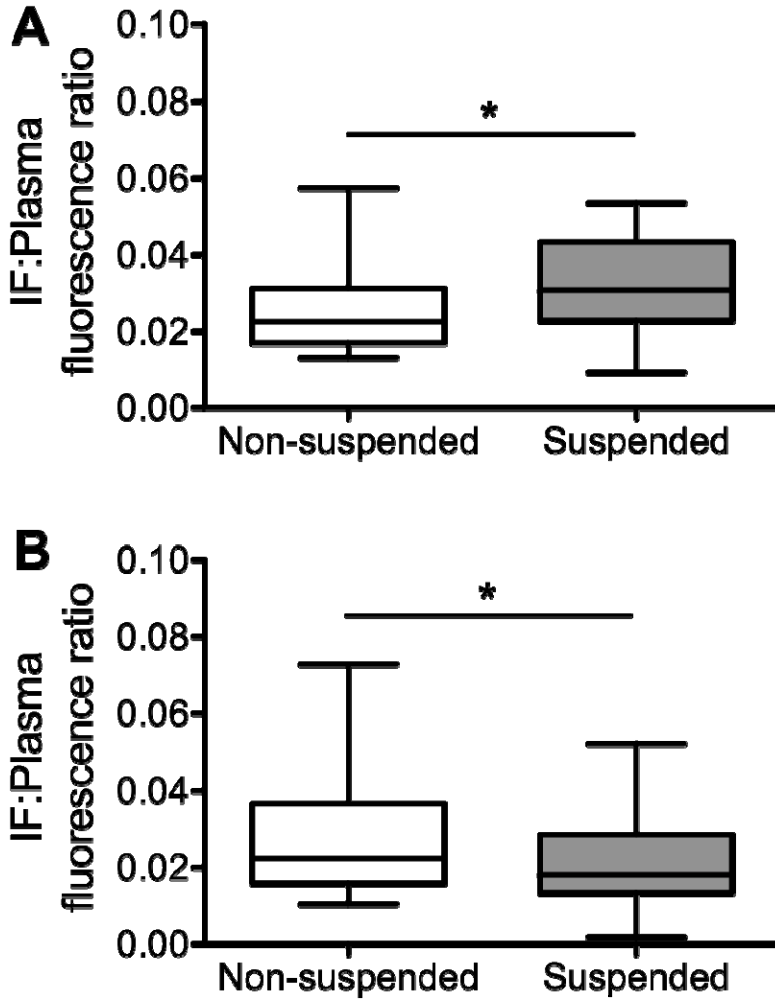 A
IF:Plasma
fluorescence ratio
0.10
0.08
0.06
0.04
0.02
0.00
*
Non-suspended Suspended
B
IF:Plasma
fluorescence ratio
0.10
0.08
0.06
0.04
0.02
0.00
*
Non-suspended Suspended